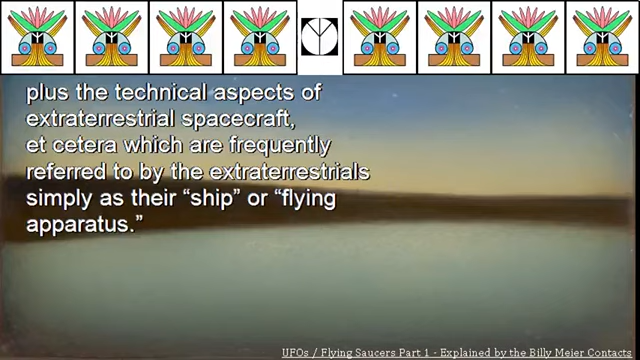 plus the technical aspects of
extraterrestrial spacecraft,
et cetera which are frequently
referred to by the extraterrestrials
simply as their “ship” or “flying
apparatus.”
UFOs / Flying Saucers Part 1 - Explained by the Billy Meier Contacts